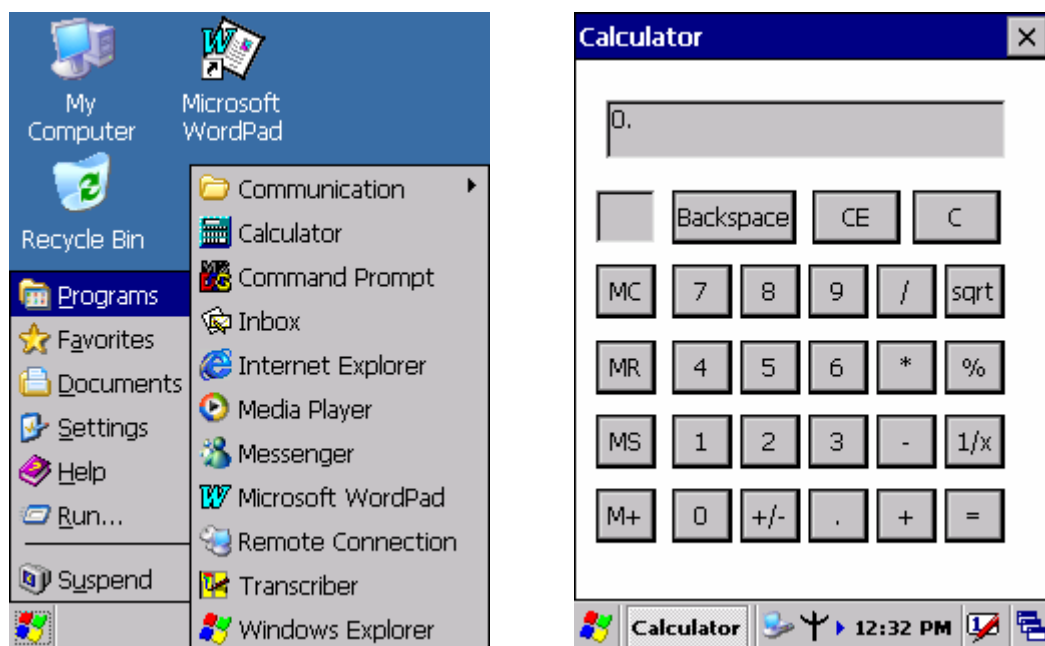 My
Computer
Microsoft
WordPad
Recycle Bin
Programs
Favorites
Documents
Settings
Help
Run...
Suspend
Communication
Calculator
Command Prompt
Inbox
Internet Explorer
Media Player
Messenger
Microsoft WordPad
Remote Connection
Transcriber
Windows Explorer
Calculator
0.
Backspace CE C
MC 7 8 9 / sqrt
MR 4 5 6 * %
MS 1 2 3 - 1/x
M+ 0 +/- . + =
Calculator 12:32 PM